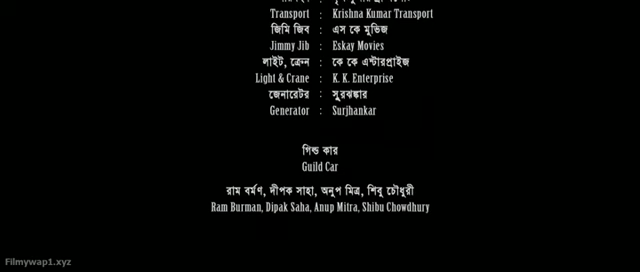 Transport : Krishna Kumar Transport
জিমি জিব : এস কে মুভিজ
Jimmy Jib : Eskay Movies
লাইট, ক্রেন : কে কে এন্টারপ্রাইজ
Light & Crane : K. K. Enterprise
জেনারেটর : সুরঝঙ্কার
Generator : Surjhankar
গিল্ড কার
Guild Car
রাম বর্মণ, দীপক সাহা, অনুপ মিত্র, শিবু চৌধুরী
Ram Burman, Dipak Saha, Anup Mitra, Shibu Chowdhury
Filmywap1.xyz